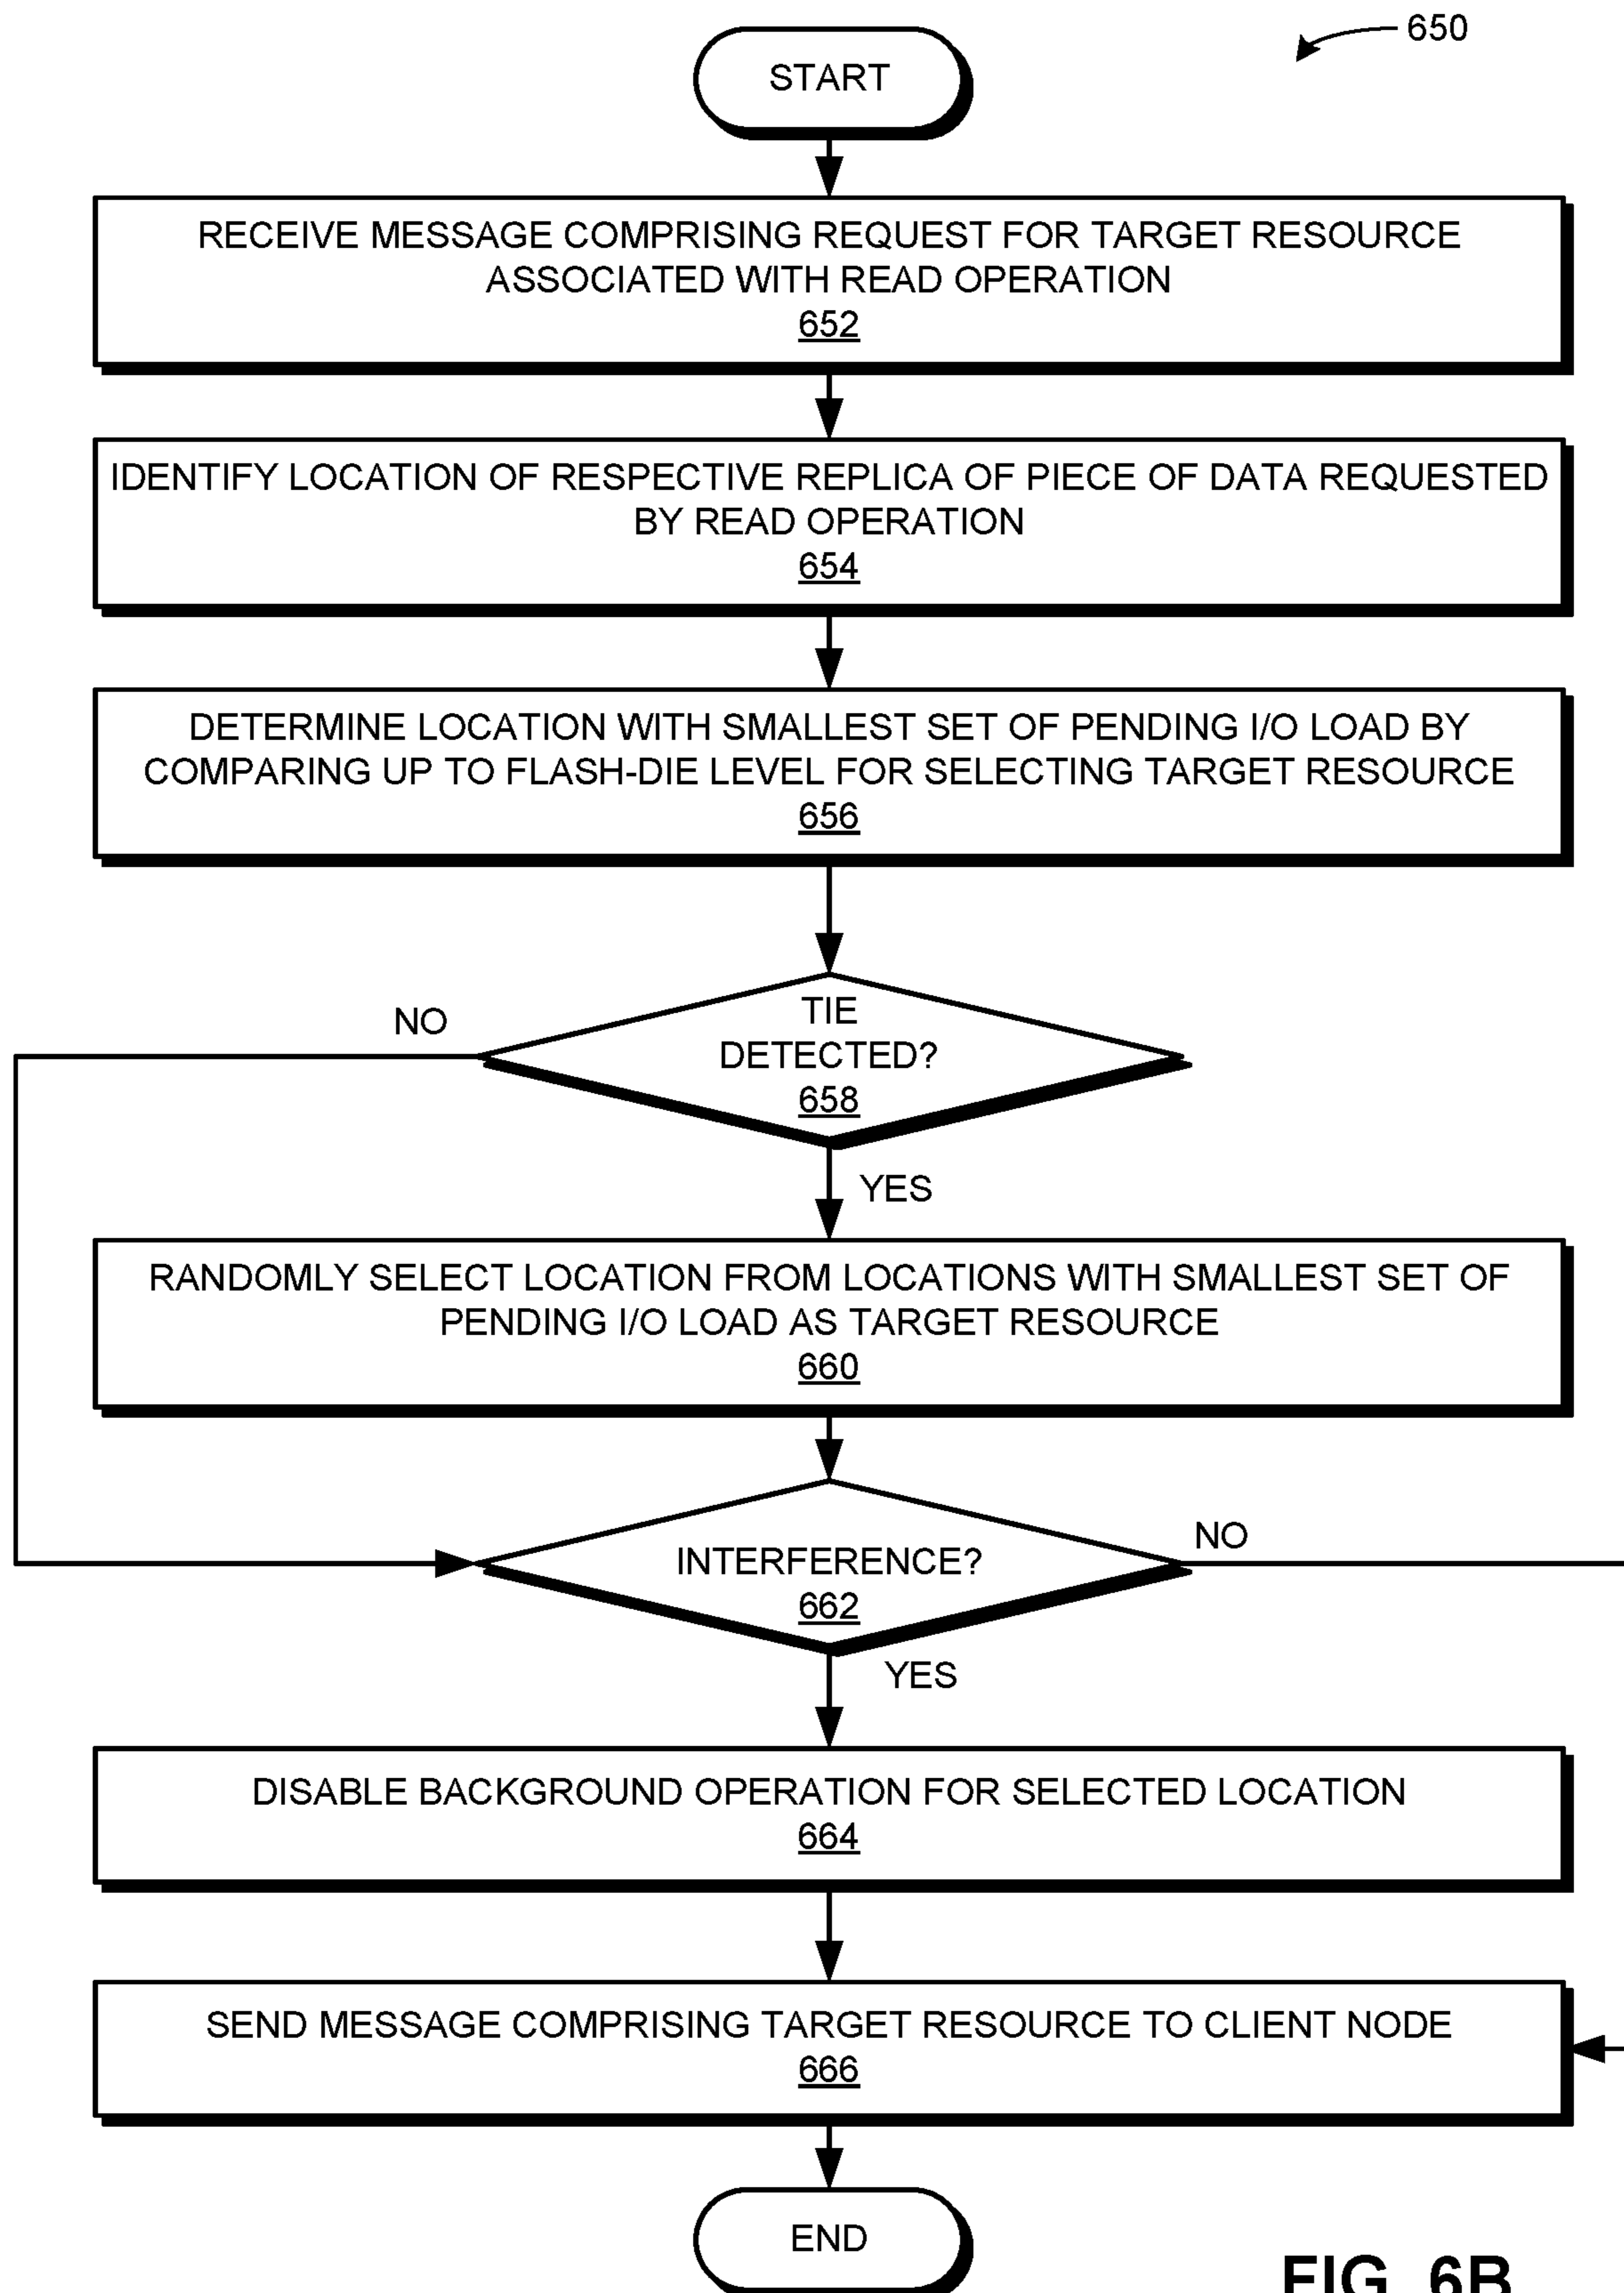 650
START
RECEIVE MESSAGE COMPRISING REQUEST FOR TARGET RESOURCE
ASSOCIATED WITH READ OPERATION
652
IDENTIFY LOCATION OF RESPECTIVE REPLICA OF PIECE OF DATA REQUESTED
BY READ OPERATION
654
DETERMINE LOCATION WITH SMALLEST SET OF PENDING I/O LOAD BY
COMPARING UP TO FLASH-DIE LEVEL FOR SELECTING TARGET RESOURCE
656
TIE
DETECTED?
658
NO
YES
RANDOMLY SELECT LOCATION FROM LOCATIONS WITH SMALLEST SET OF
PENDING I/O LOAD AS TARGET RESOURCE
660
INTERFERENCE?
662
NO
YES
DISABLE BACKGROUND OPERATION FOR SELECTED LOCATION
664
SEND MESSAGE COMPRISING TARGET RESOURCE TO CLIENT NODE
666
END
FIG. 6B